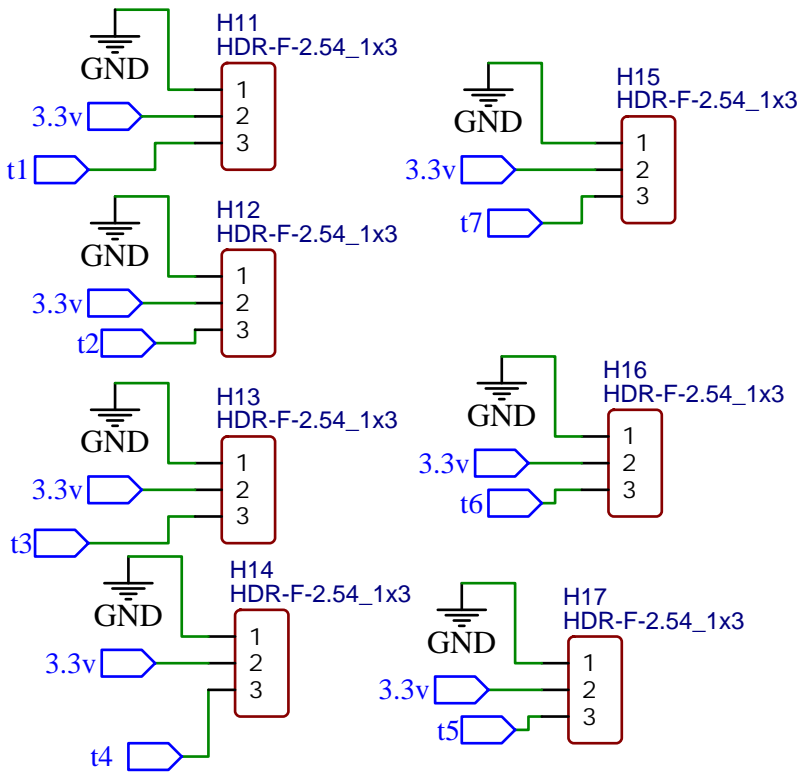 H11
HDR-F-2.54_1x3
GND
1
3.3v
2
3
t1
H12
HDR-F-2.54_1x3
GND
1
3.3v
2
3
t2
H13
HDR-F-2.54_1x3
GND
1
3.3v
2
3
t3
H14
HDR-F-2.54_1x3
GND
1
3.3v
2
3
t4
H15
HDR-F-2.54_1x3
GND
1
3.3v
2
3
t7
H16
HDR-F-2.54_1x3
GND
1
3.3v
2
3
t6
H17
HDR-F-2.54_1x3
GND
1
3.3v
2
3
t5